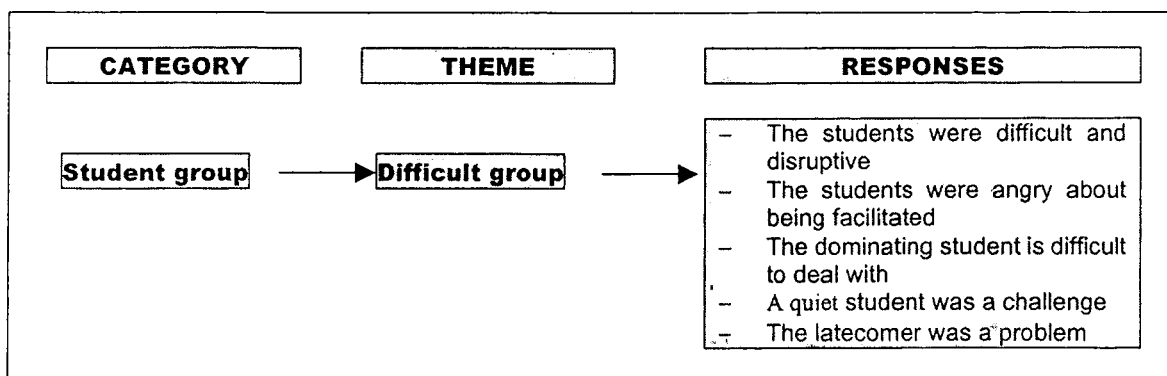 CATEGORY THEME RESPONSES
Student group Difficult group
– The students were difficult and
disruptive
– The students were angry about
being facilitated
– The dominating student is difficult
to deal with
– A quiet student was a challenge
– The latecomer was a problem